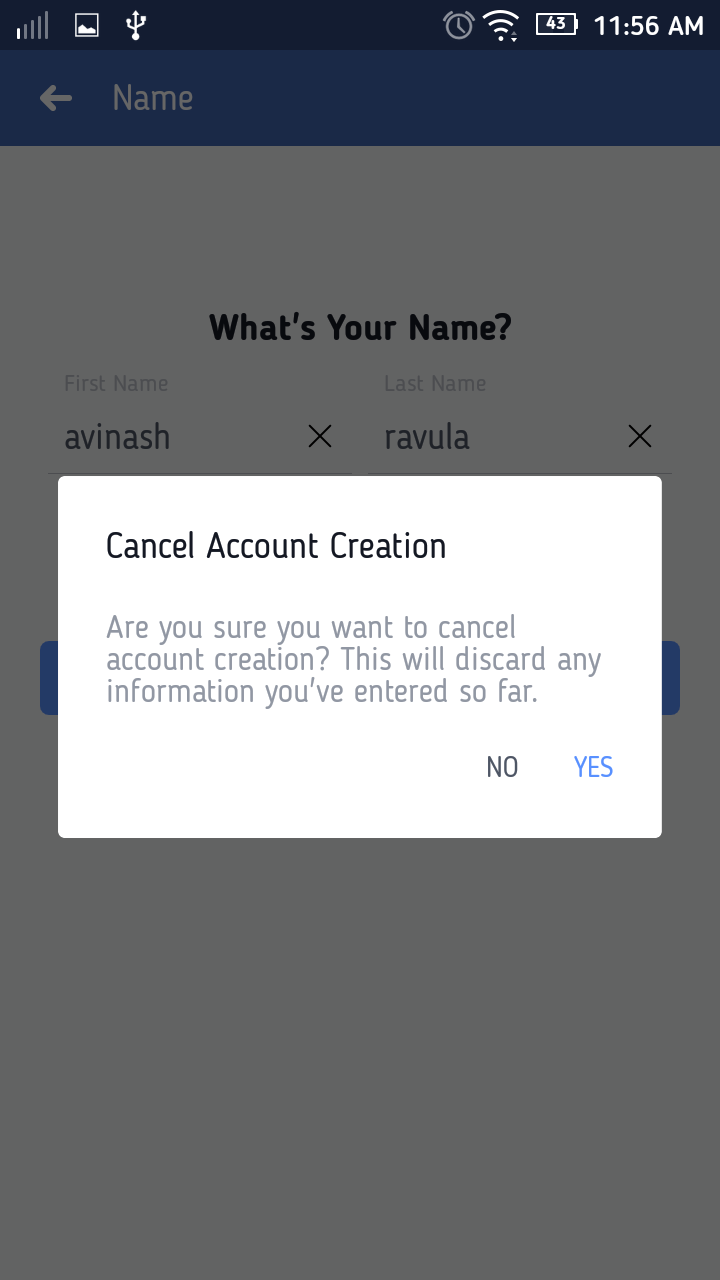 43 11:56 AM
Name
What's Your Name?
First Name Last Name
avinash ravula
Cancel Account Creation
Are you sure you want to cancel
account creation? This will discard any
information you've entered so far.
NO YES